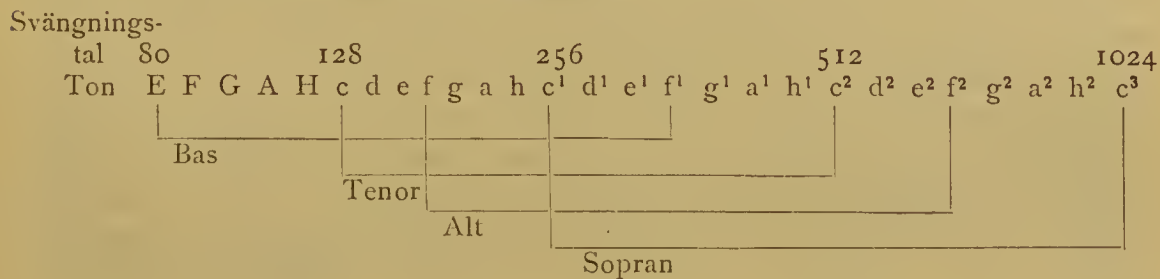 Svängnings-
tal 80 128 256 512 1024
Ton E F G A H c d e f g a h c¹ d¹ e¹ f¹ g¹ a¹ h¹ c² d² e² f² g² a² h² c³
Bas
Tenor
Alt
Sopran